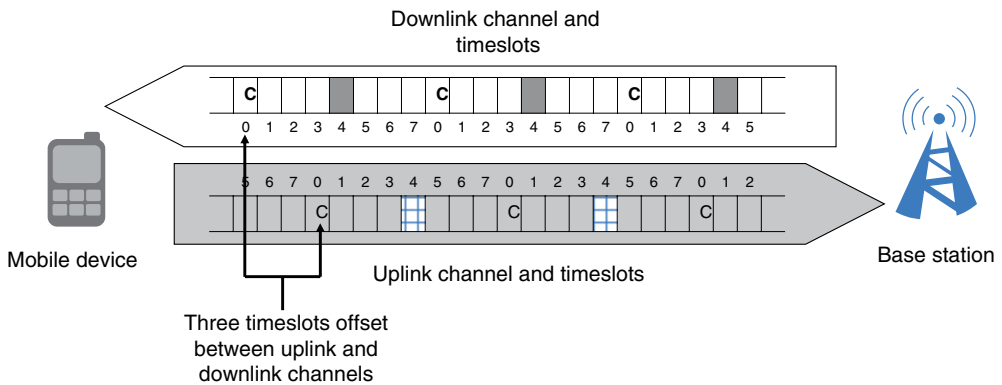 Downlink channel and
timeslots
C C C
0 1 2 3 4 5 6 7 0 1 2 3 4 5 6 7 0 1 2 3 4 5
5 6 7 0 1 2 3 4 5 6 7 0 1 2 3 4 5 6 7 0 1 2
C C C
Mobile device
Uplink channel and timeslots
Base station
Three timeslots offset
between uplink and
downlink channels